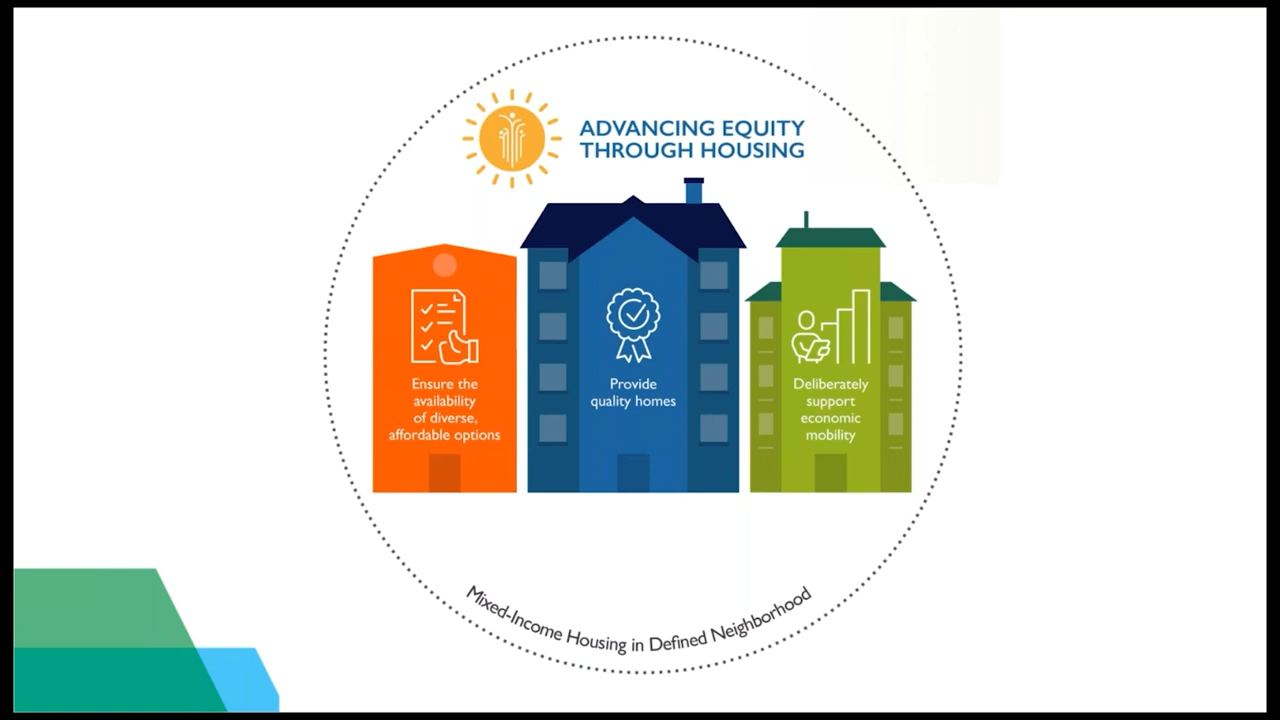 ADVANCING EQUITY
THROUGH HOUSING
Ensure the
availability
of diverse,
affordable options
Provide
quality homes
Deliberately
support
economic
mobility
Mixed-Income Housing in Defined Neighborhood